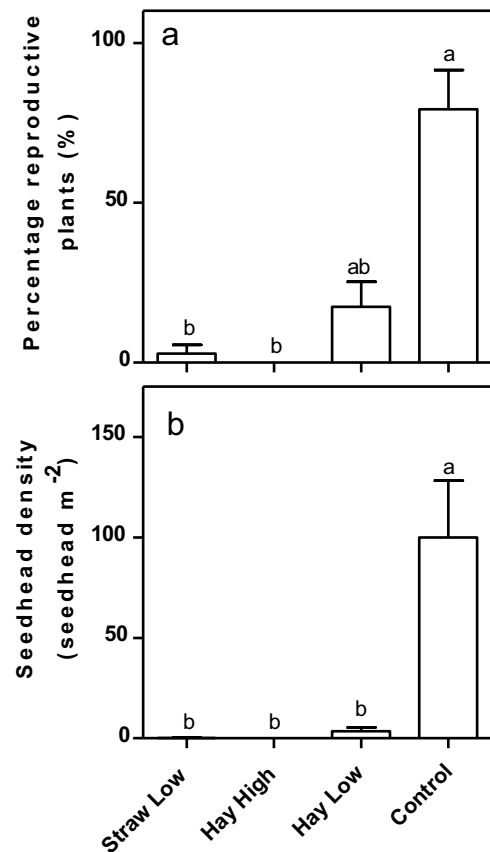 Percentage reproductive
plants (%)
a
100
50
0
b
b
ab
a
Seedhead density
(seedhead m⁻²)
b
150
100
50
0
b
b
b
a
Straw Low
Hay High
Hay Low
Control